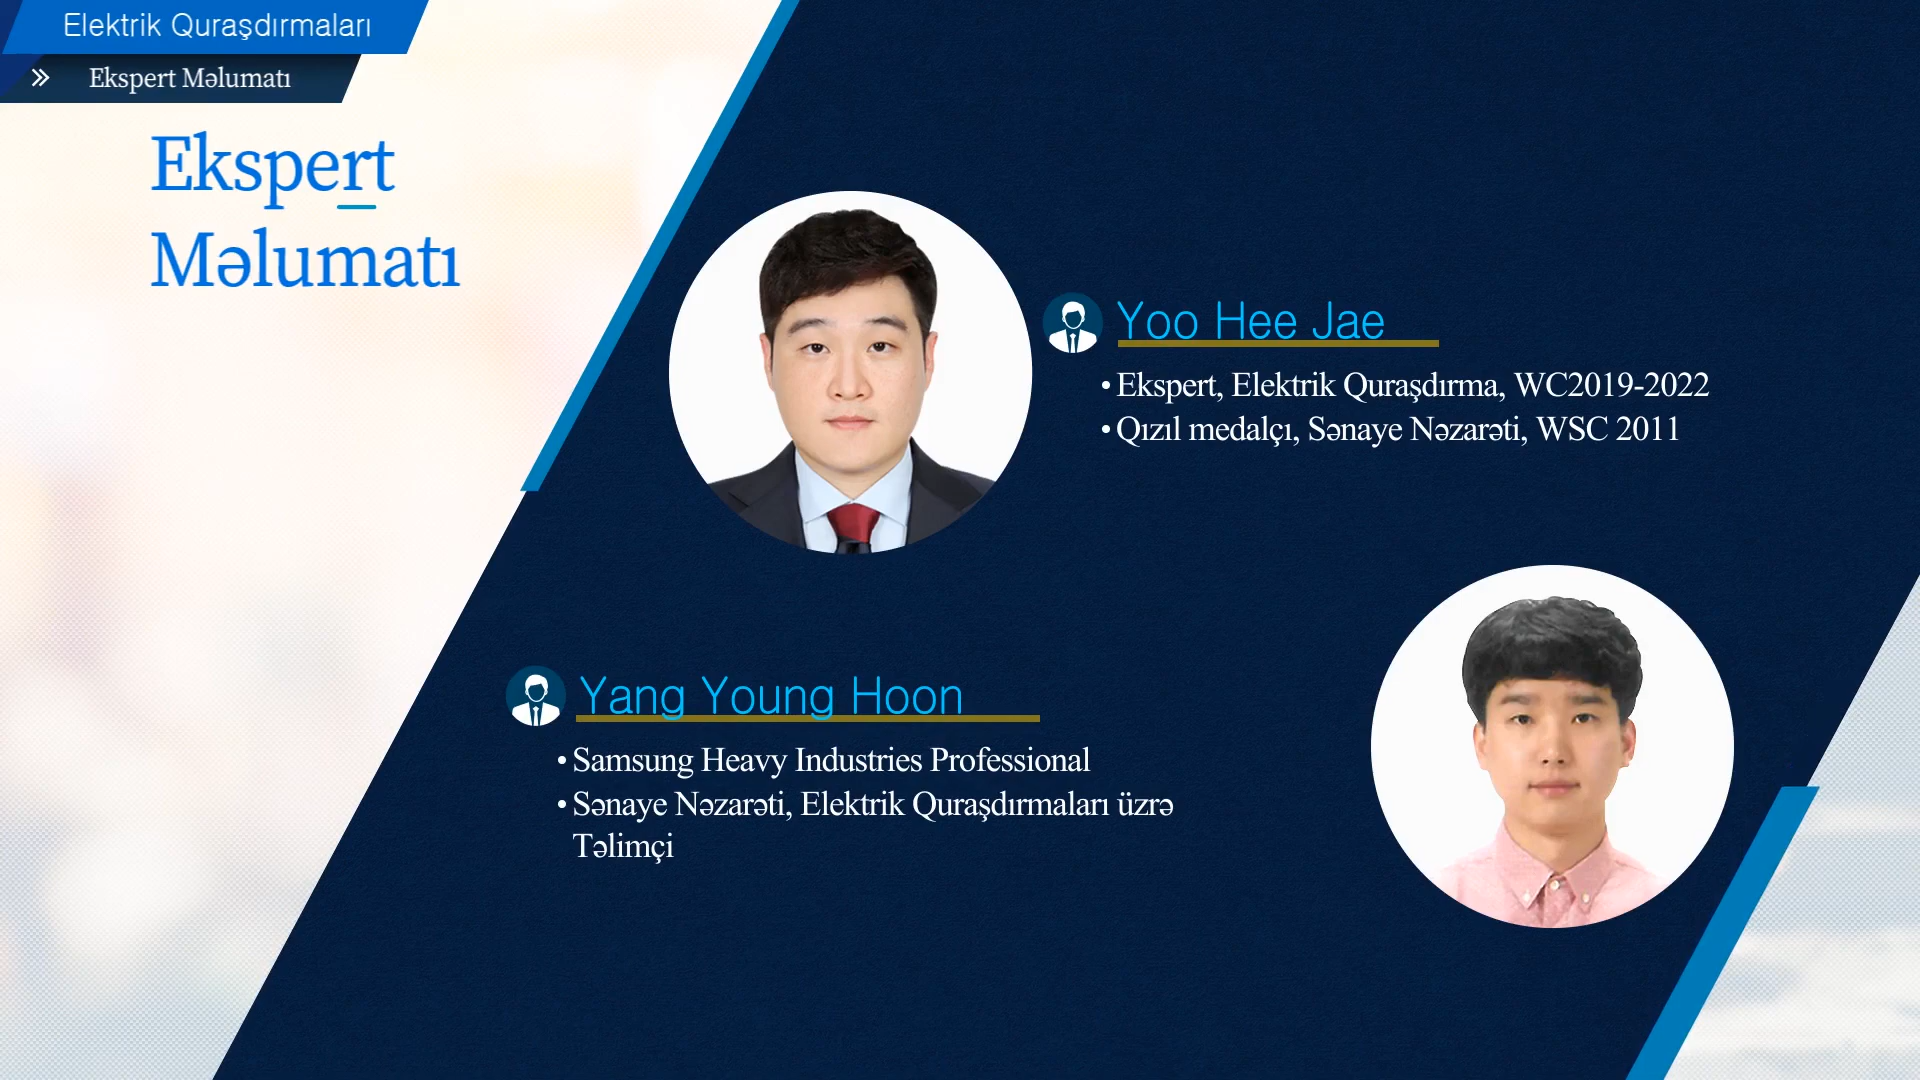 Elektrik Quraşdırmaları
Ekspert Məlumatı
Ekspert
Məlumatı
Yoo Hee Jae
• Ekspert, Elektrik Quraşdırma, WC2019-2022
• Qızıl medalçı, Sənaye Nəzarəti, WSC 2011
Yang Young Hoon
• Samsung Heavy Industries Professional
• Sənaye Nəzarəti, Elektrik Quraşdırmaları üzrə
Təlimçi